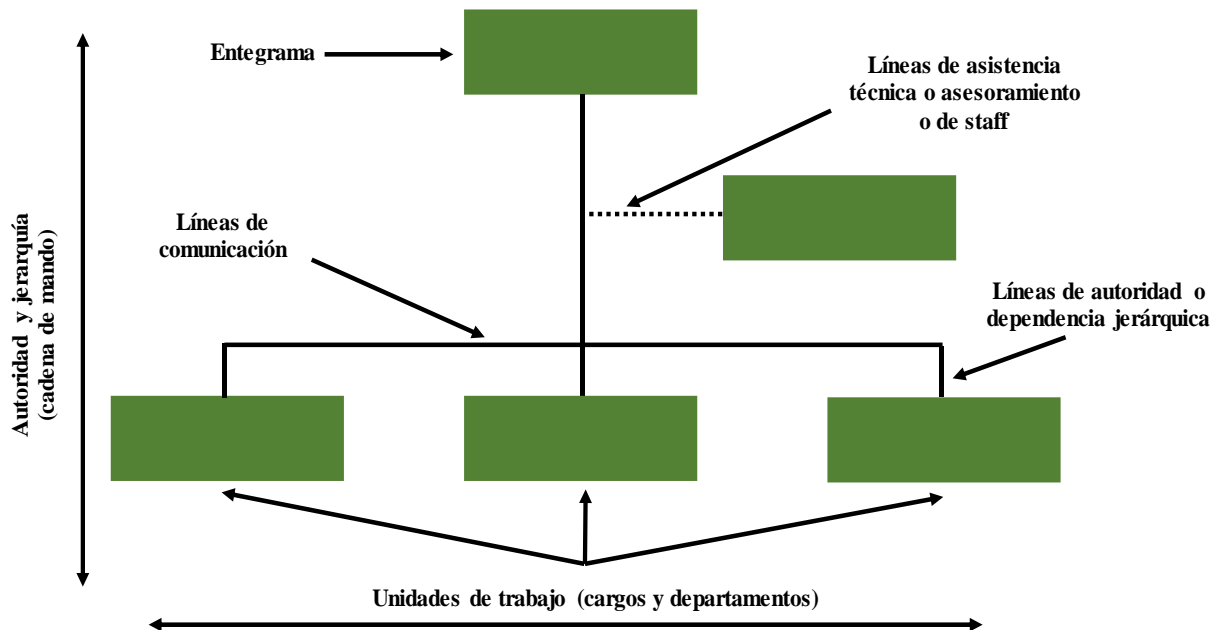 Entegrama
Líneas de asistencia
técnica o asesoramiento
o de staff
Líneas de
comunicación
Líneas de autoridad o
dependencia jerárquica
Autoridad y jerarquía
(cadena de mando)
Unidades de trabajo (cargos y departamentos)